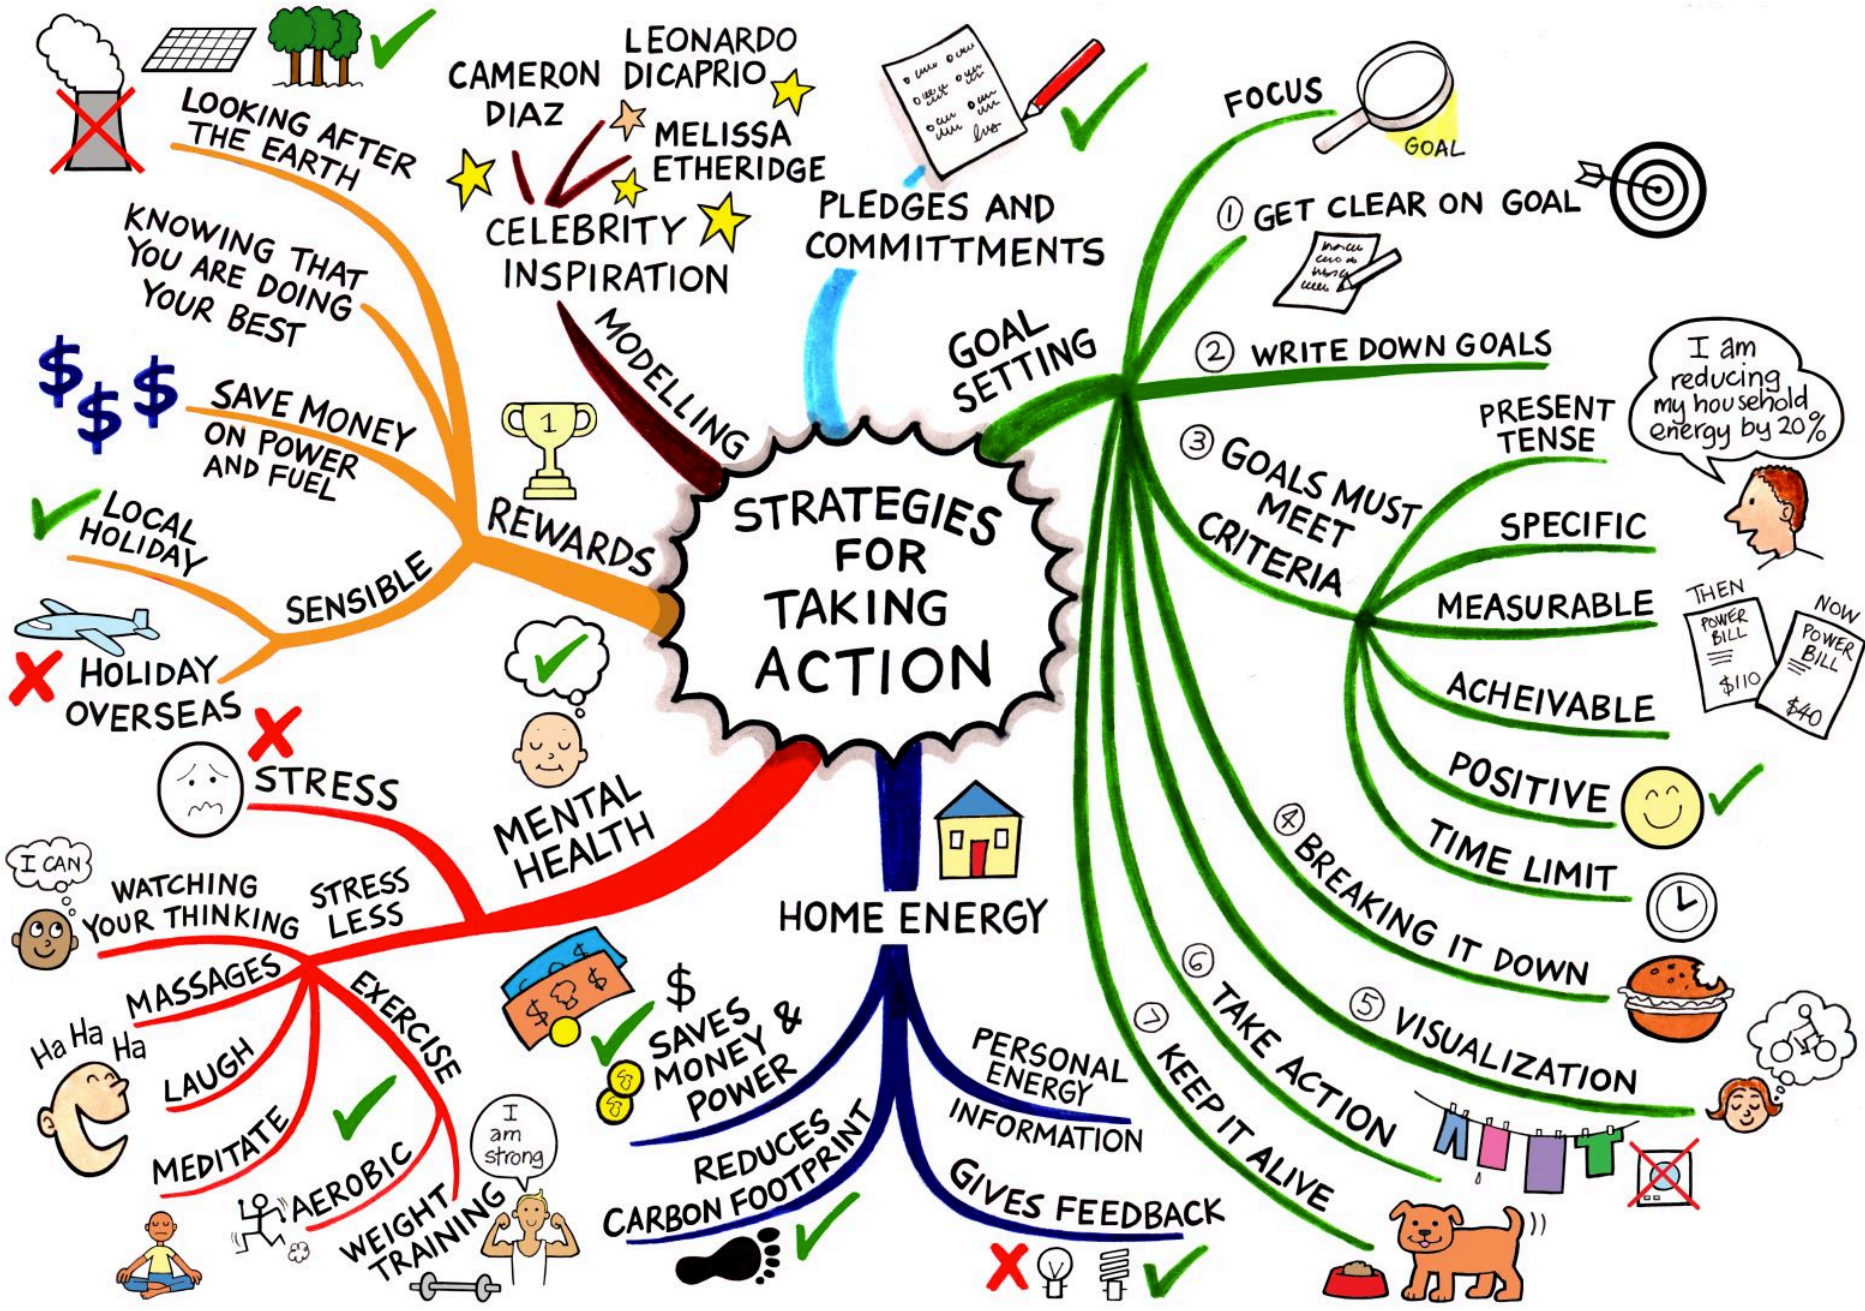 STRATEGIES
FOR
TAKING
ACTION
PLEDGES AND
COMMITTMENTS
GOAL
SETTING
FOCUS
GOAL
① GET CLEAR ON GOAL
② WRITE DOWN GOALS
③ GOALS MUST
MEET
CRITERIA
PRESENT
TENSE
I am
reducing
my household
energy by 20%
SPECIFIC
MEASURABLE
THEN
POWER
BILL
$110
NOW
POWER
BILL
$40
ACHEIVABLE
POSITIVE
TIME LIMIT
④ BREAKING IT DOWN
⑤ VISUALIZATION
⑥ TAKE ACTION
⑦ KEEP IT ALIVE
HOME ENERGY
PERSONAL
ENERGY
INFORMATION
GIVES FEEDBACK
$
SAVES
MONEY &
POWER
$ $
$ $
REDUCES
CARBON FOOTPRINT
MENTAL
HEALTH
STRESS
STRESS
LESS
I CAN
WATCHING
YOUR THINKING
MASSAGES
Ha Ha Ha
LAUGH
MEDITATE
EXERCISE
AEROBIC
WEIGHT
TRAINING
I
am
strong
REWARDS
1
LOOKING AFTER
THE EARTH
KNOWING THAT
YOU ARE DOING
YOUR BEST
$ $ $
SAVE MONEY
ON POWER
AND FUEL
SENSIBLE
LOCAL
HOLIDAY
HOLIDAY
OVERSEAS
MODELLING
CELEBRITY
INSPIRATION
CAMERON
DIAZ
LEONARDO
DICAPRIO
MELISSA
ETHERIDGE